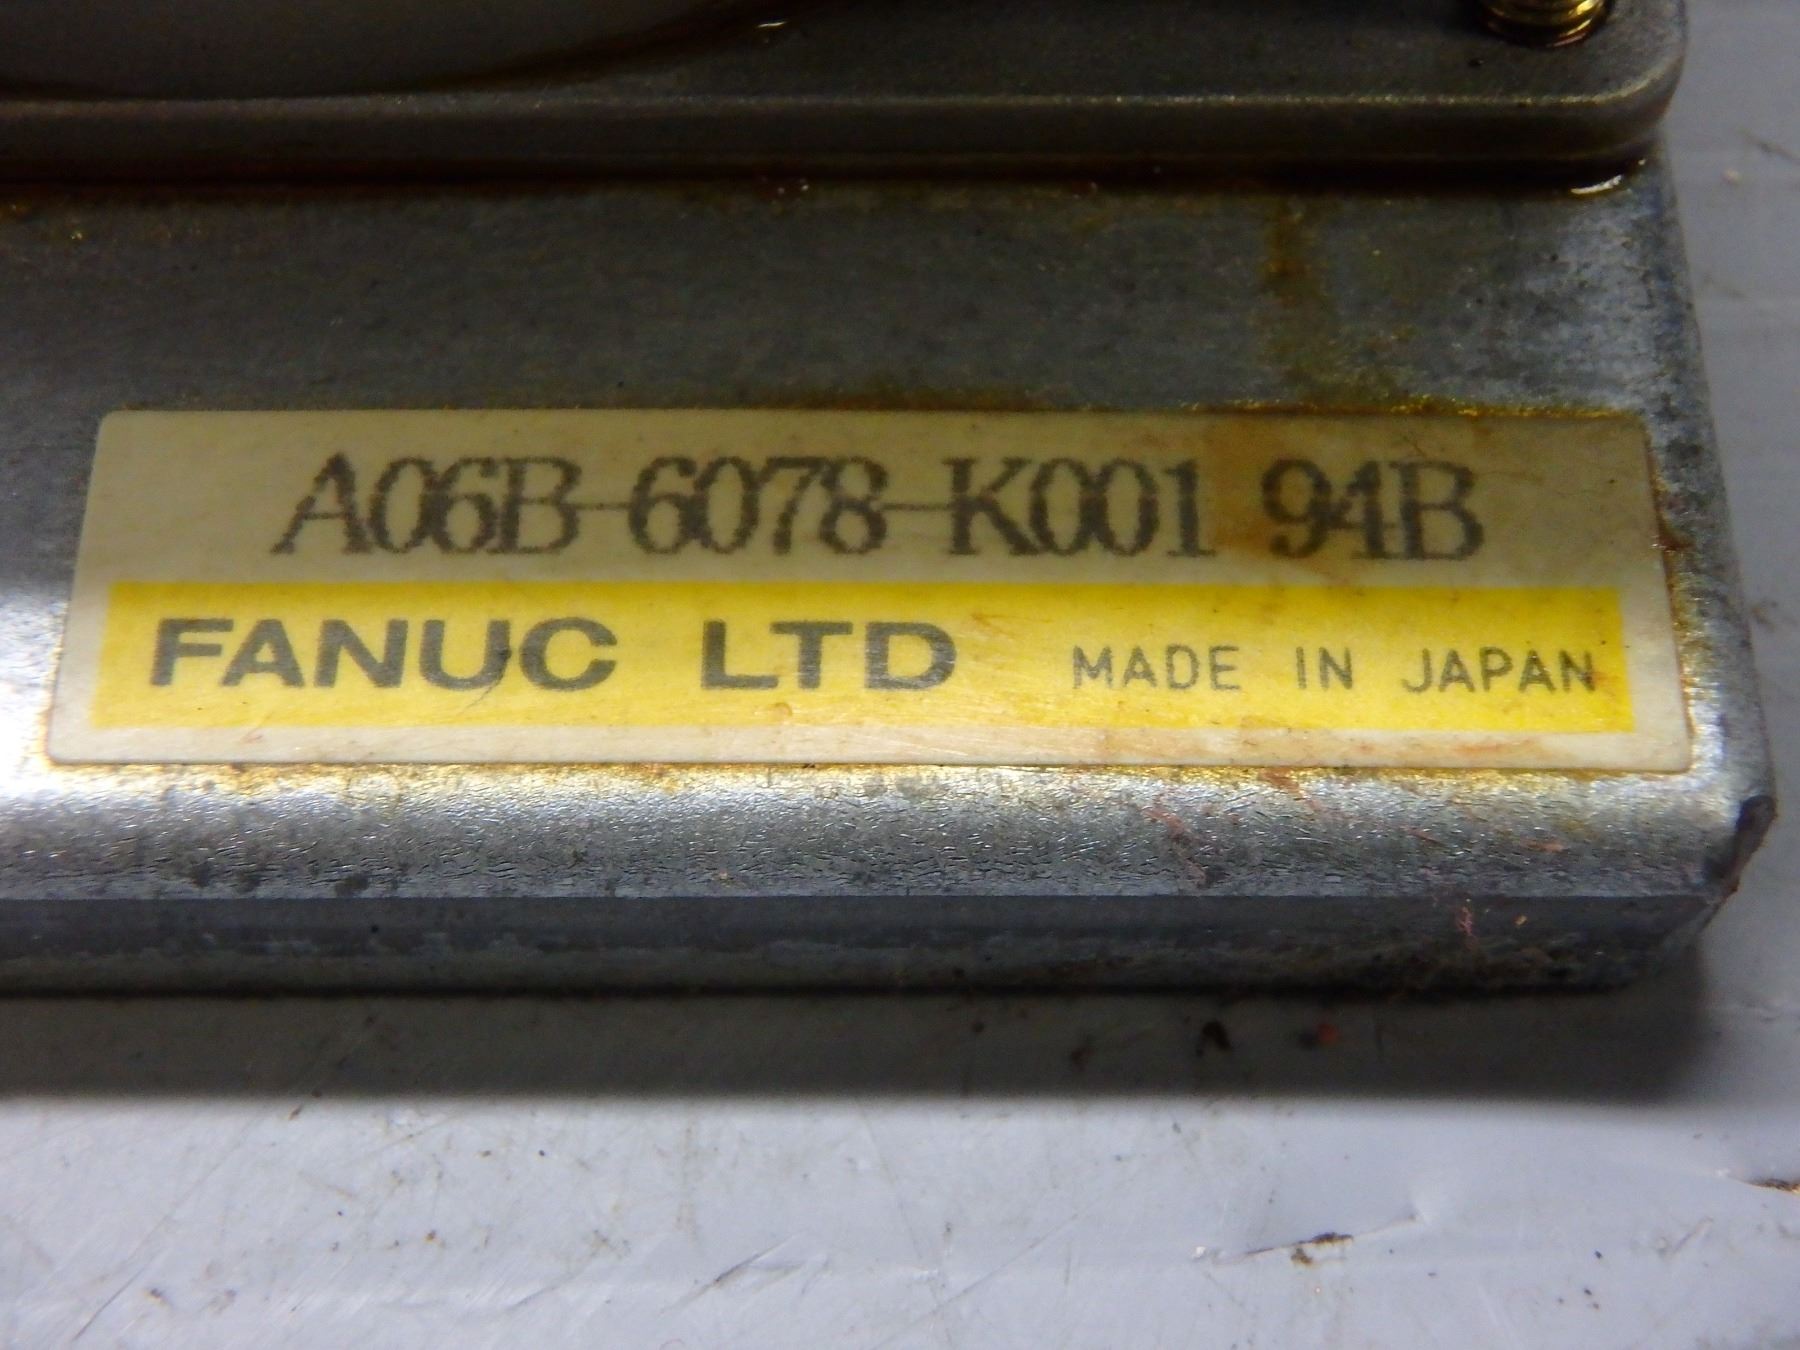 A06B-6078-K001 94B
FANUC LTD MADE IN JAPAN